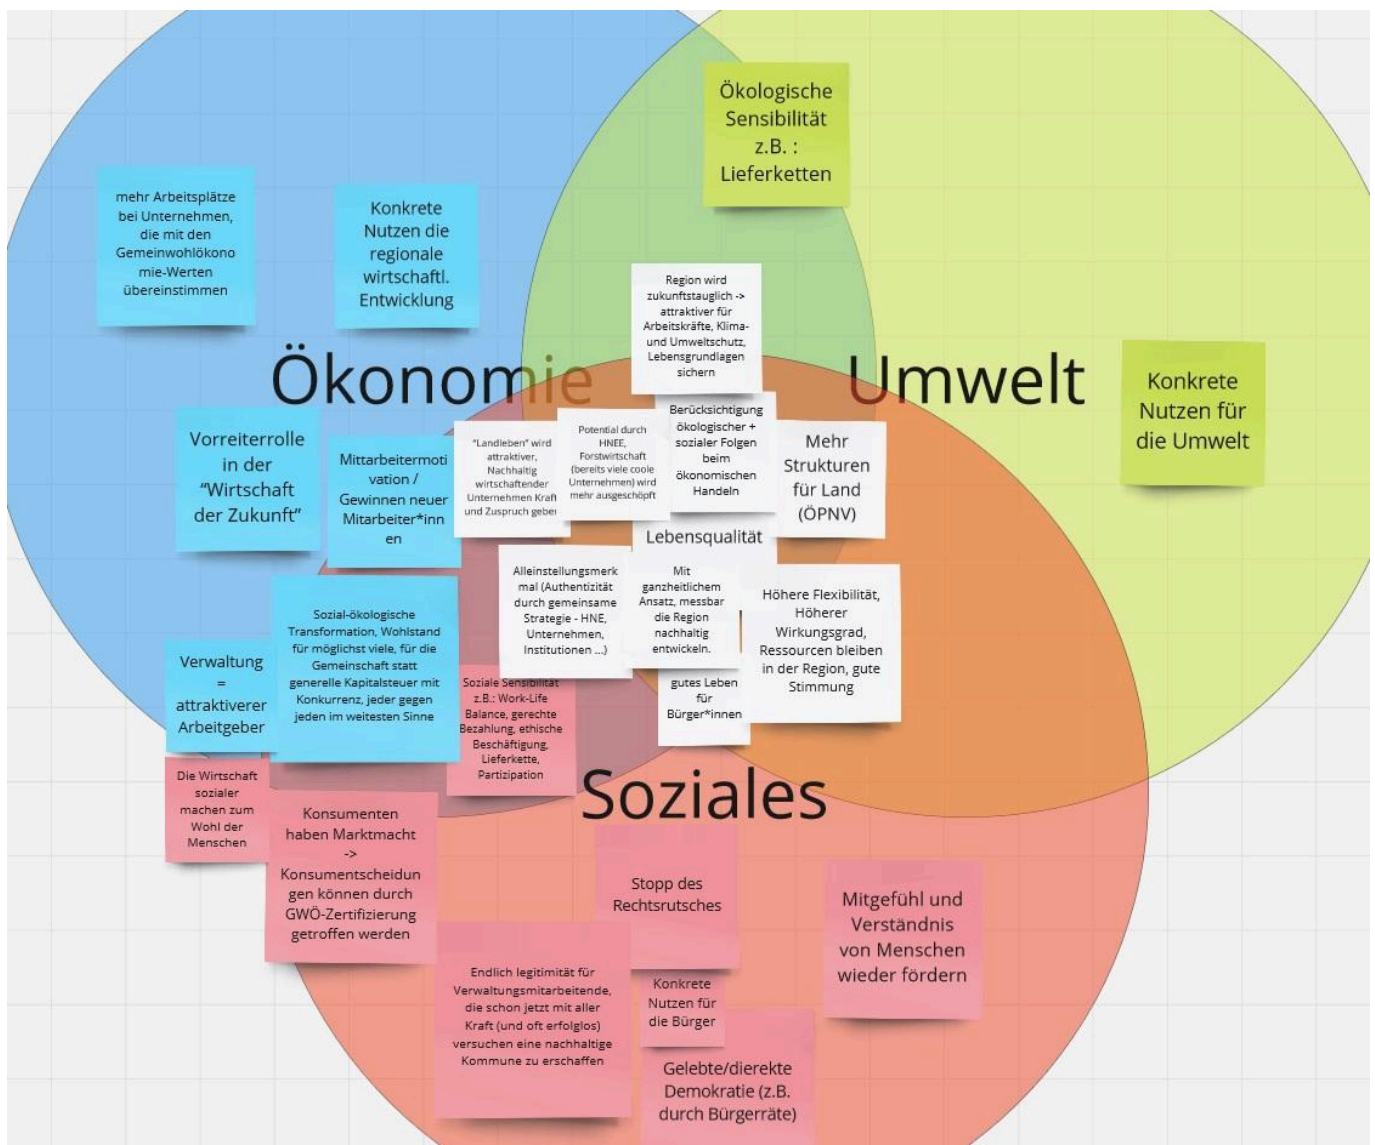 Ökologische
Sensibilität
z.B. :
Lieferketten
mehr Arbeitsplätze
bei Unternehmen,
die mit den
Gemeinwohlökono
mie-Werten
übereinstimmen
Konkrete
Nutzen die
regionale
wirtschaftl.
Entwicklung
Region wird
zukunftstauglich ->
attraktiver für
Arbeitskräfte, Klima-
und Umweltschutz,
Lebensgrundlagen
sichern
Ökonomie
Umwelt
Konkrete
Nutzen für
die Umwelt
Vorreiterrolle
in der
“Wirtschaft
der Zukunft”
Mittarbeitermoti
vation /
Gewinnen neuer
Mitarbeiter*inn
en
“Landleben” wird
attraktiver,
Nachhaltig
wirtschaftender
Unternehmen Kraft
und Zuspruch geben
Potential durch
HNEE,
Forstwirtschaft
(bereits viele coole
Unternehmen) wird
mehr ausgeschöpft
Berücksichtigung
ökologischer +
sozialer Folgen
beim
ökonomischen
Handeln
Mehr
Strukturen
für Land
(ÖPNV)
Lebensqualität
Alleinstellungsmerk
mal (Authentizität
durch gemeinsame
Strategie - HNE,
Unternehmen,
Institutionen ...)
Mit
ganzheitlichem
Ansatz, messbar
die Region
nachhaltig
entwickeln.
Höhere Flexibilität,
Höherer
Wirkungsgrad,
Ressourcen bleiben
in der Region, gute
Stimmung
gutes Leben
für
Bürger*innen
Sozial-ökologische
Transformation, Wohlstand
für möglichst viele, für die
Gemeinschaft statt
generelle Kapitalsteuer mit
Konkurrenz, jeder gegen
jeden im weitesten Sinne
Verwaltung
=
attraktiverer
Arbeitgeber
Soziale Sensibilität
z.B.: Work-Life
Balance, gerechte
Bezahlung, ethische
Beschäftigung,
Lieferkette,
Partizipation
Soziales
Die Wirtschaft
sozialer
machen zum
Wohl der
Menschen
Konsumenten
haben Marktmacht
->
Konsumentscheidun
gen können durch
GWÖ-Zertifizierung
getroffen werden
Stopp des
Rechtsrutsches
Mitgefühl und
Verständnis
von Menschen
wieder fördern
Endlich legitimität für
Verwaltungsmitarbeitende,
die schon jetzt mit aller
Kraft (und oft erfolglos)
versuchen eine nachhaltige
Kommune zu erschaffen
Konkrete
Nutzen für
die Bürger
Gelebte/dierekte
Demokratie (z.B.
durch Bürgerräte)